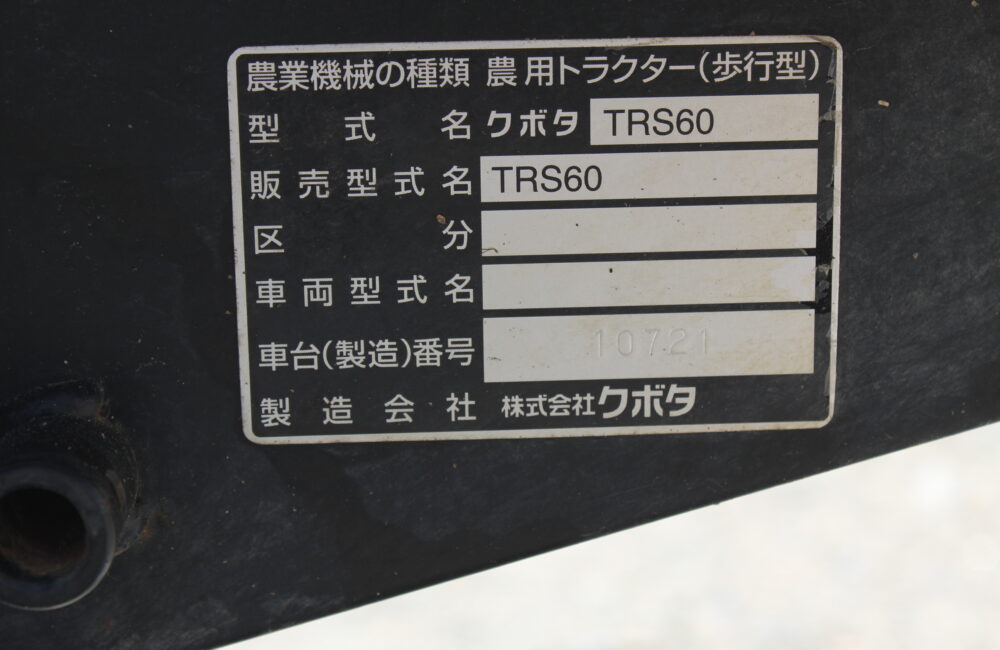 農業機械の種類 農用トラクター(歩行型)
型式名 クボタ TRS60
販売型式名 TRS60
区分
車両型式名
車台(製造)番号 10721
製造会社 株式会社クボタ